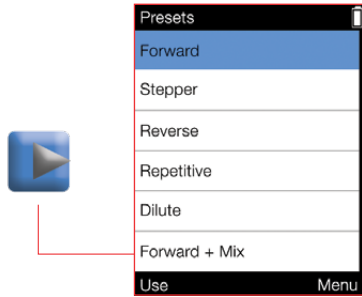 Presets
Forward
Stepper
Reverse
Repetitive
Dilute
Forward + Mix
Use Menu